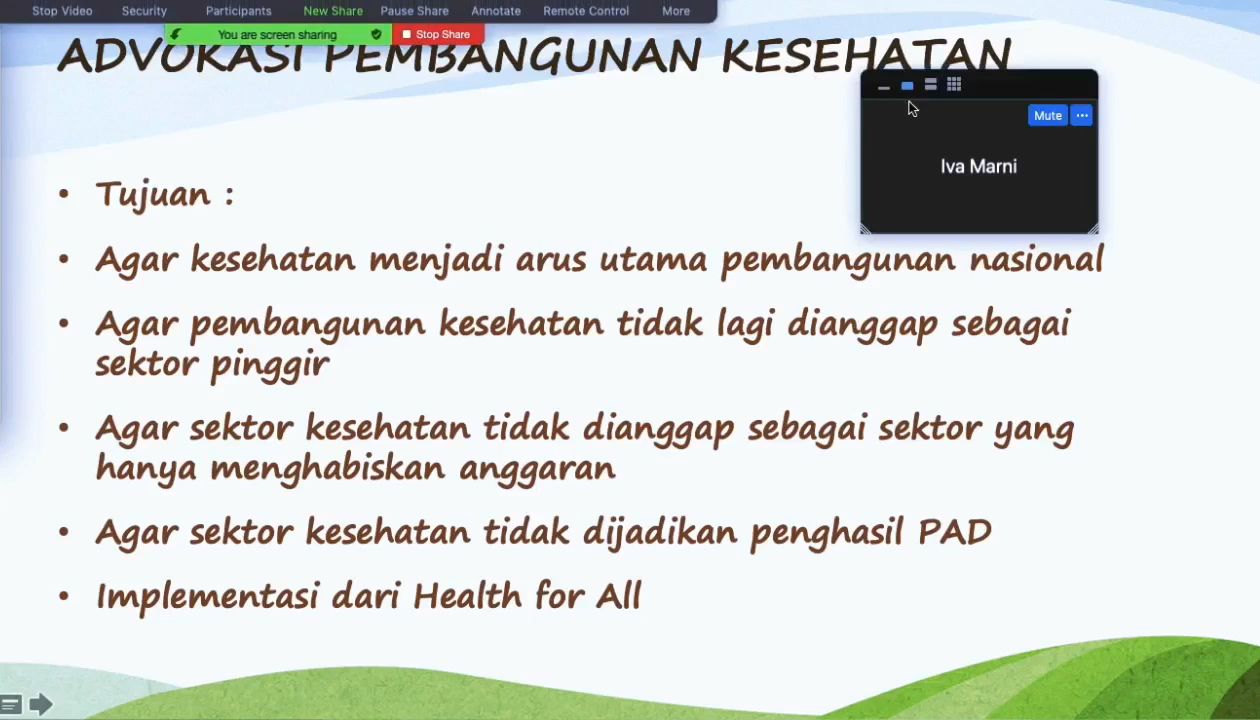 Stop Video Security Participants New Share Pause Share Annotate Remote Control More
You are screen sharing Stop Share
ADVOKASI PEMBANGUNAN KESEHATAN
Mute ...
Iva Marni
• Tujuan :
• Agar kesehatan menjadi arus utama pembangunan nasional
• Agar pembangunan kesehatan tidak lagi dianggap sebagai
sektor pinggir
• Agar sektor kesehatan tidak dianggap sebagai sektor yang
hanya menghabiskan anggaran
• Agar sektor kesehatan tidak dijadikan penghasil PAD
• Implementasi dari Health for All